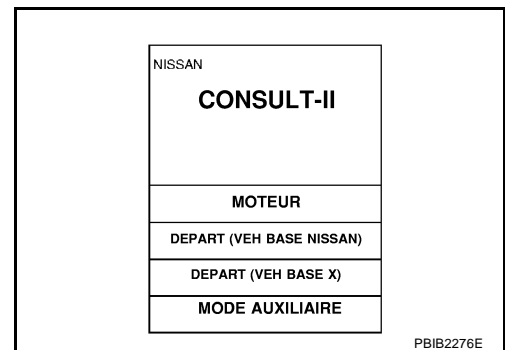 NISSAN
CONSULT-II
MOTEUR
DEPART (VEH BASE NISSAN)
DEPART (VEH BASE X)
MODE AUXILIAIRE
PBIB2276E